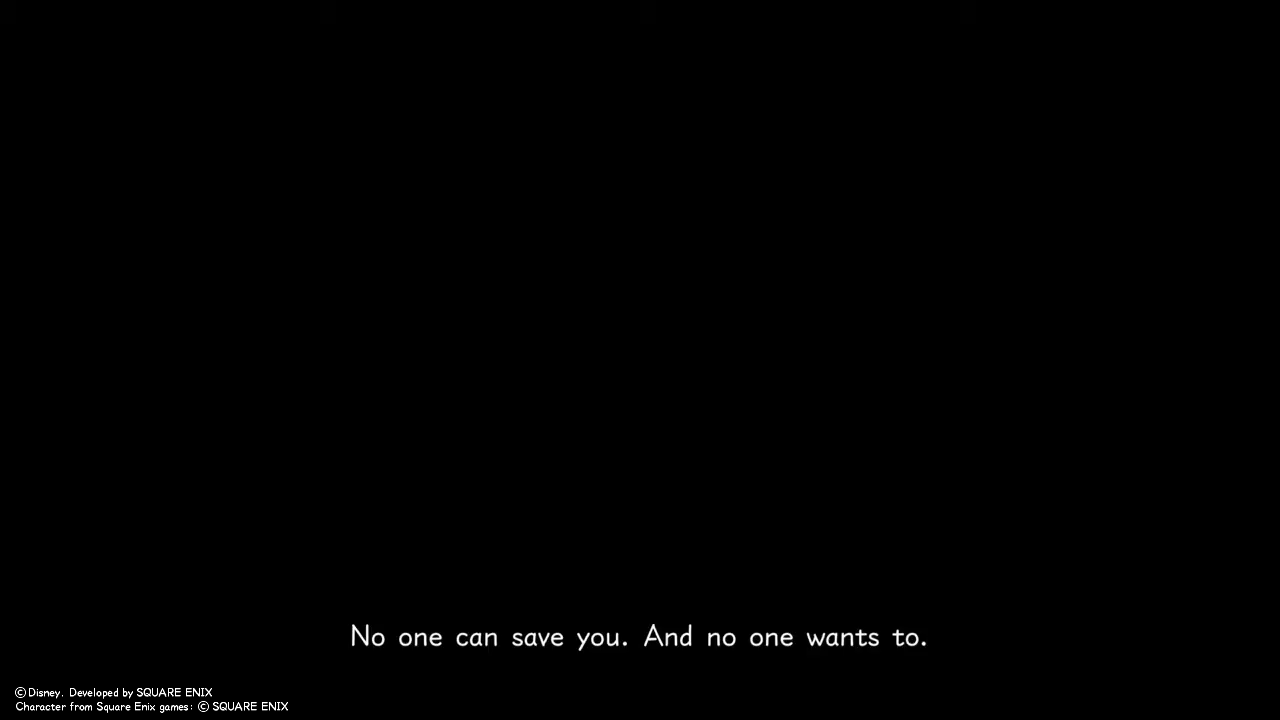 No one can save you. And no one wants to.
©Disney. Developed by SQUARE ENIX
Character from Square Enix games: © SQUARE ENIX